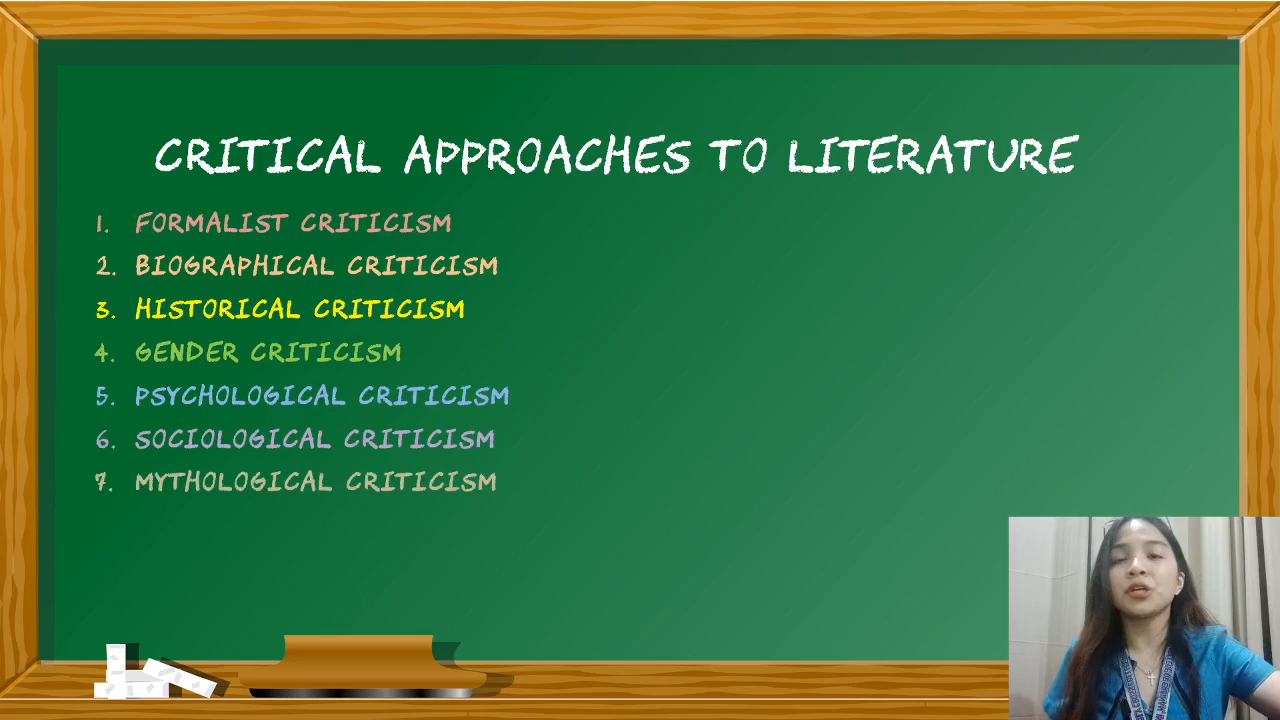 CRITICAL APPROACHES TO LITERATURE
1. FORMALIST CRITICISM
2. BIOGRAPHICAL CRITICISM
3. HISTORICAL CRITICISM
4. GENDER CRITICISM
5. PSYCHOLOGICAL CRITICISM
6. SOCIOLOGICAL CRITICISM
7. MYTHOLOGICAL CRITICISM